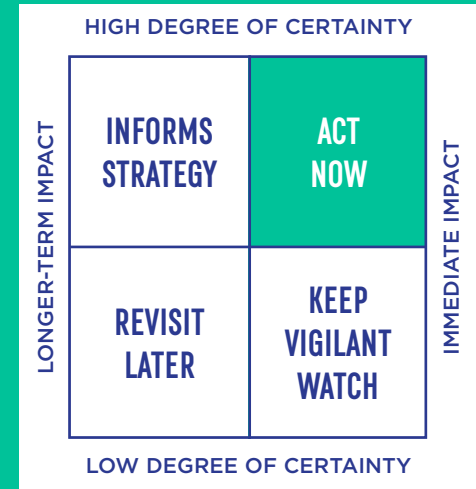 HIGH DEGREE OF CERTAINTY
LONGER-TERM IMPACT
INFORMS
STRATEGY
ACT
NOW
IMMEDIATE IMPACT
REVISIT
LATER
KEEP
VIGILANT
WATCH
LOW DEGREE OF CERTAINTY